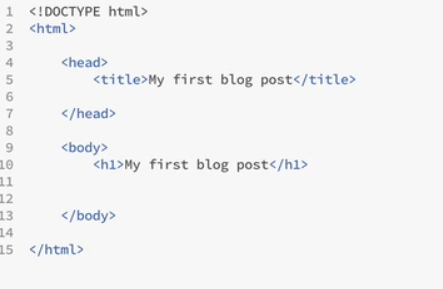 1 <!DOCTYPE html>
2 <html>
3
4 <head>
5 <title>My first blog post</title>
6
7 </head>
8
9 <body>
10 <h1>My first blog post</h1>
11
12
13 </body>
14
15 </html>